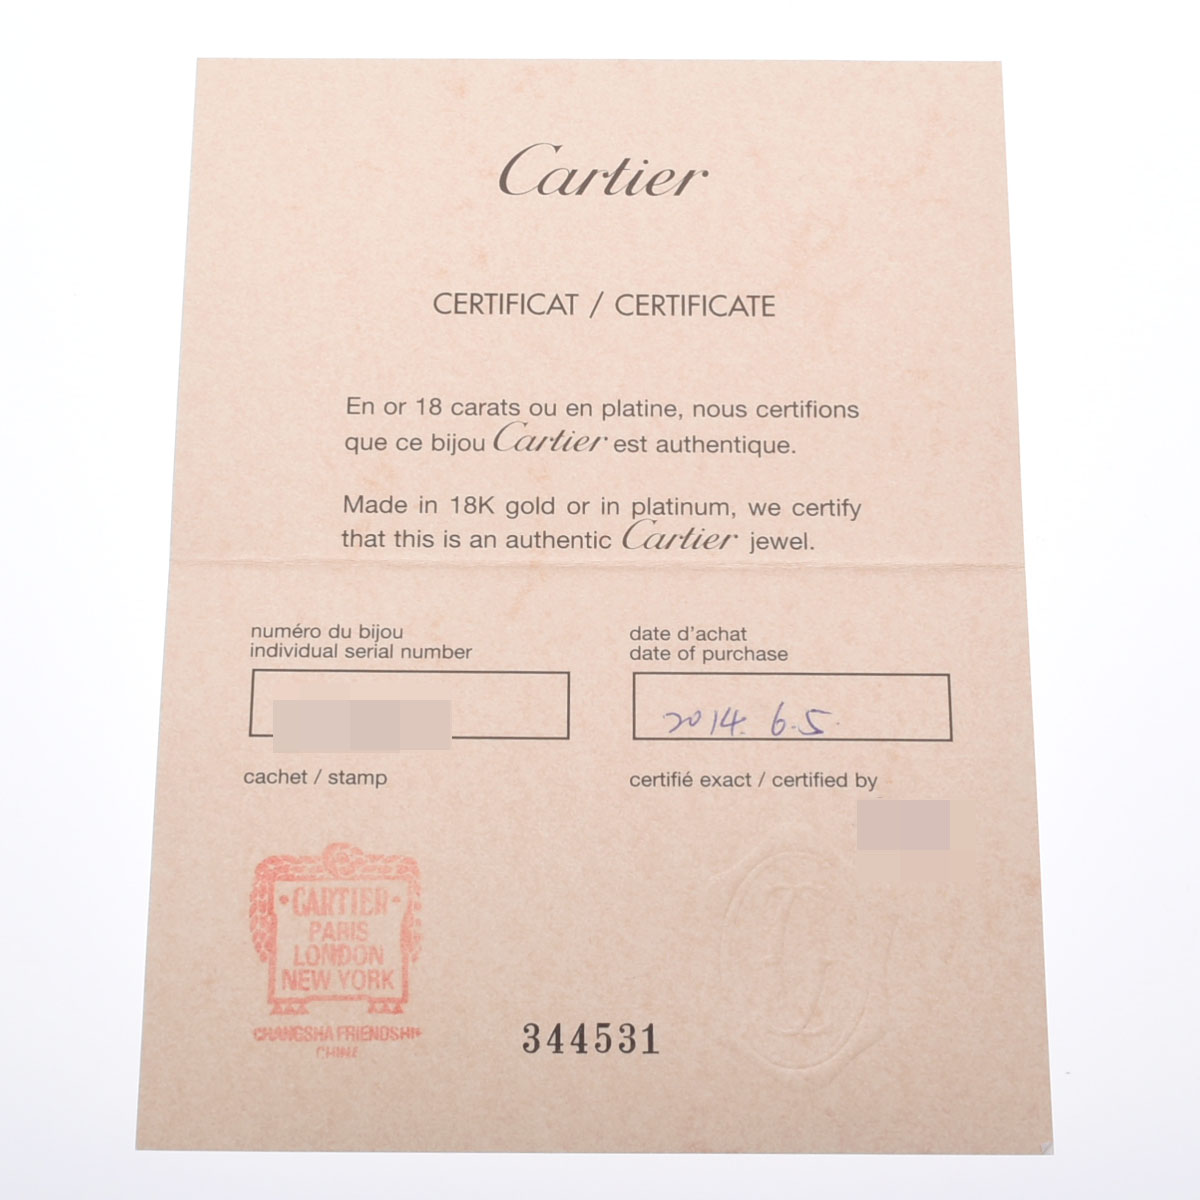 Cartier
CERTIFICAT / CERTIFICATE
En or 18 carats ou en platine, nous certifions
que ce bijou Cartier est authentique.
Made in 18K gold or in platinum, we certify
that this is an authentic Cartier jewel.
numéro du bijou
individual serial number
date d'achat
date of purchase
2014. 6.5.
cachet / stamp
certifié exact / certified by
CARTIER
PARIS
LONDON
NEW YORK
CHANGSHA FRIENDSHIP
CHINE
344531